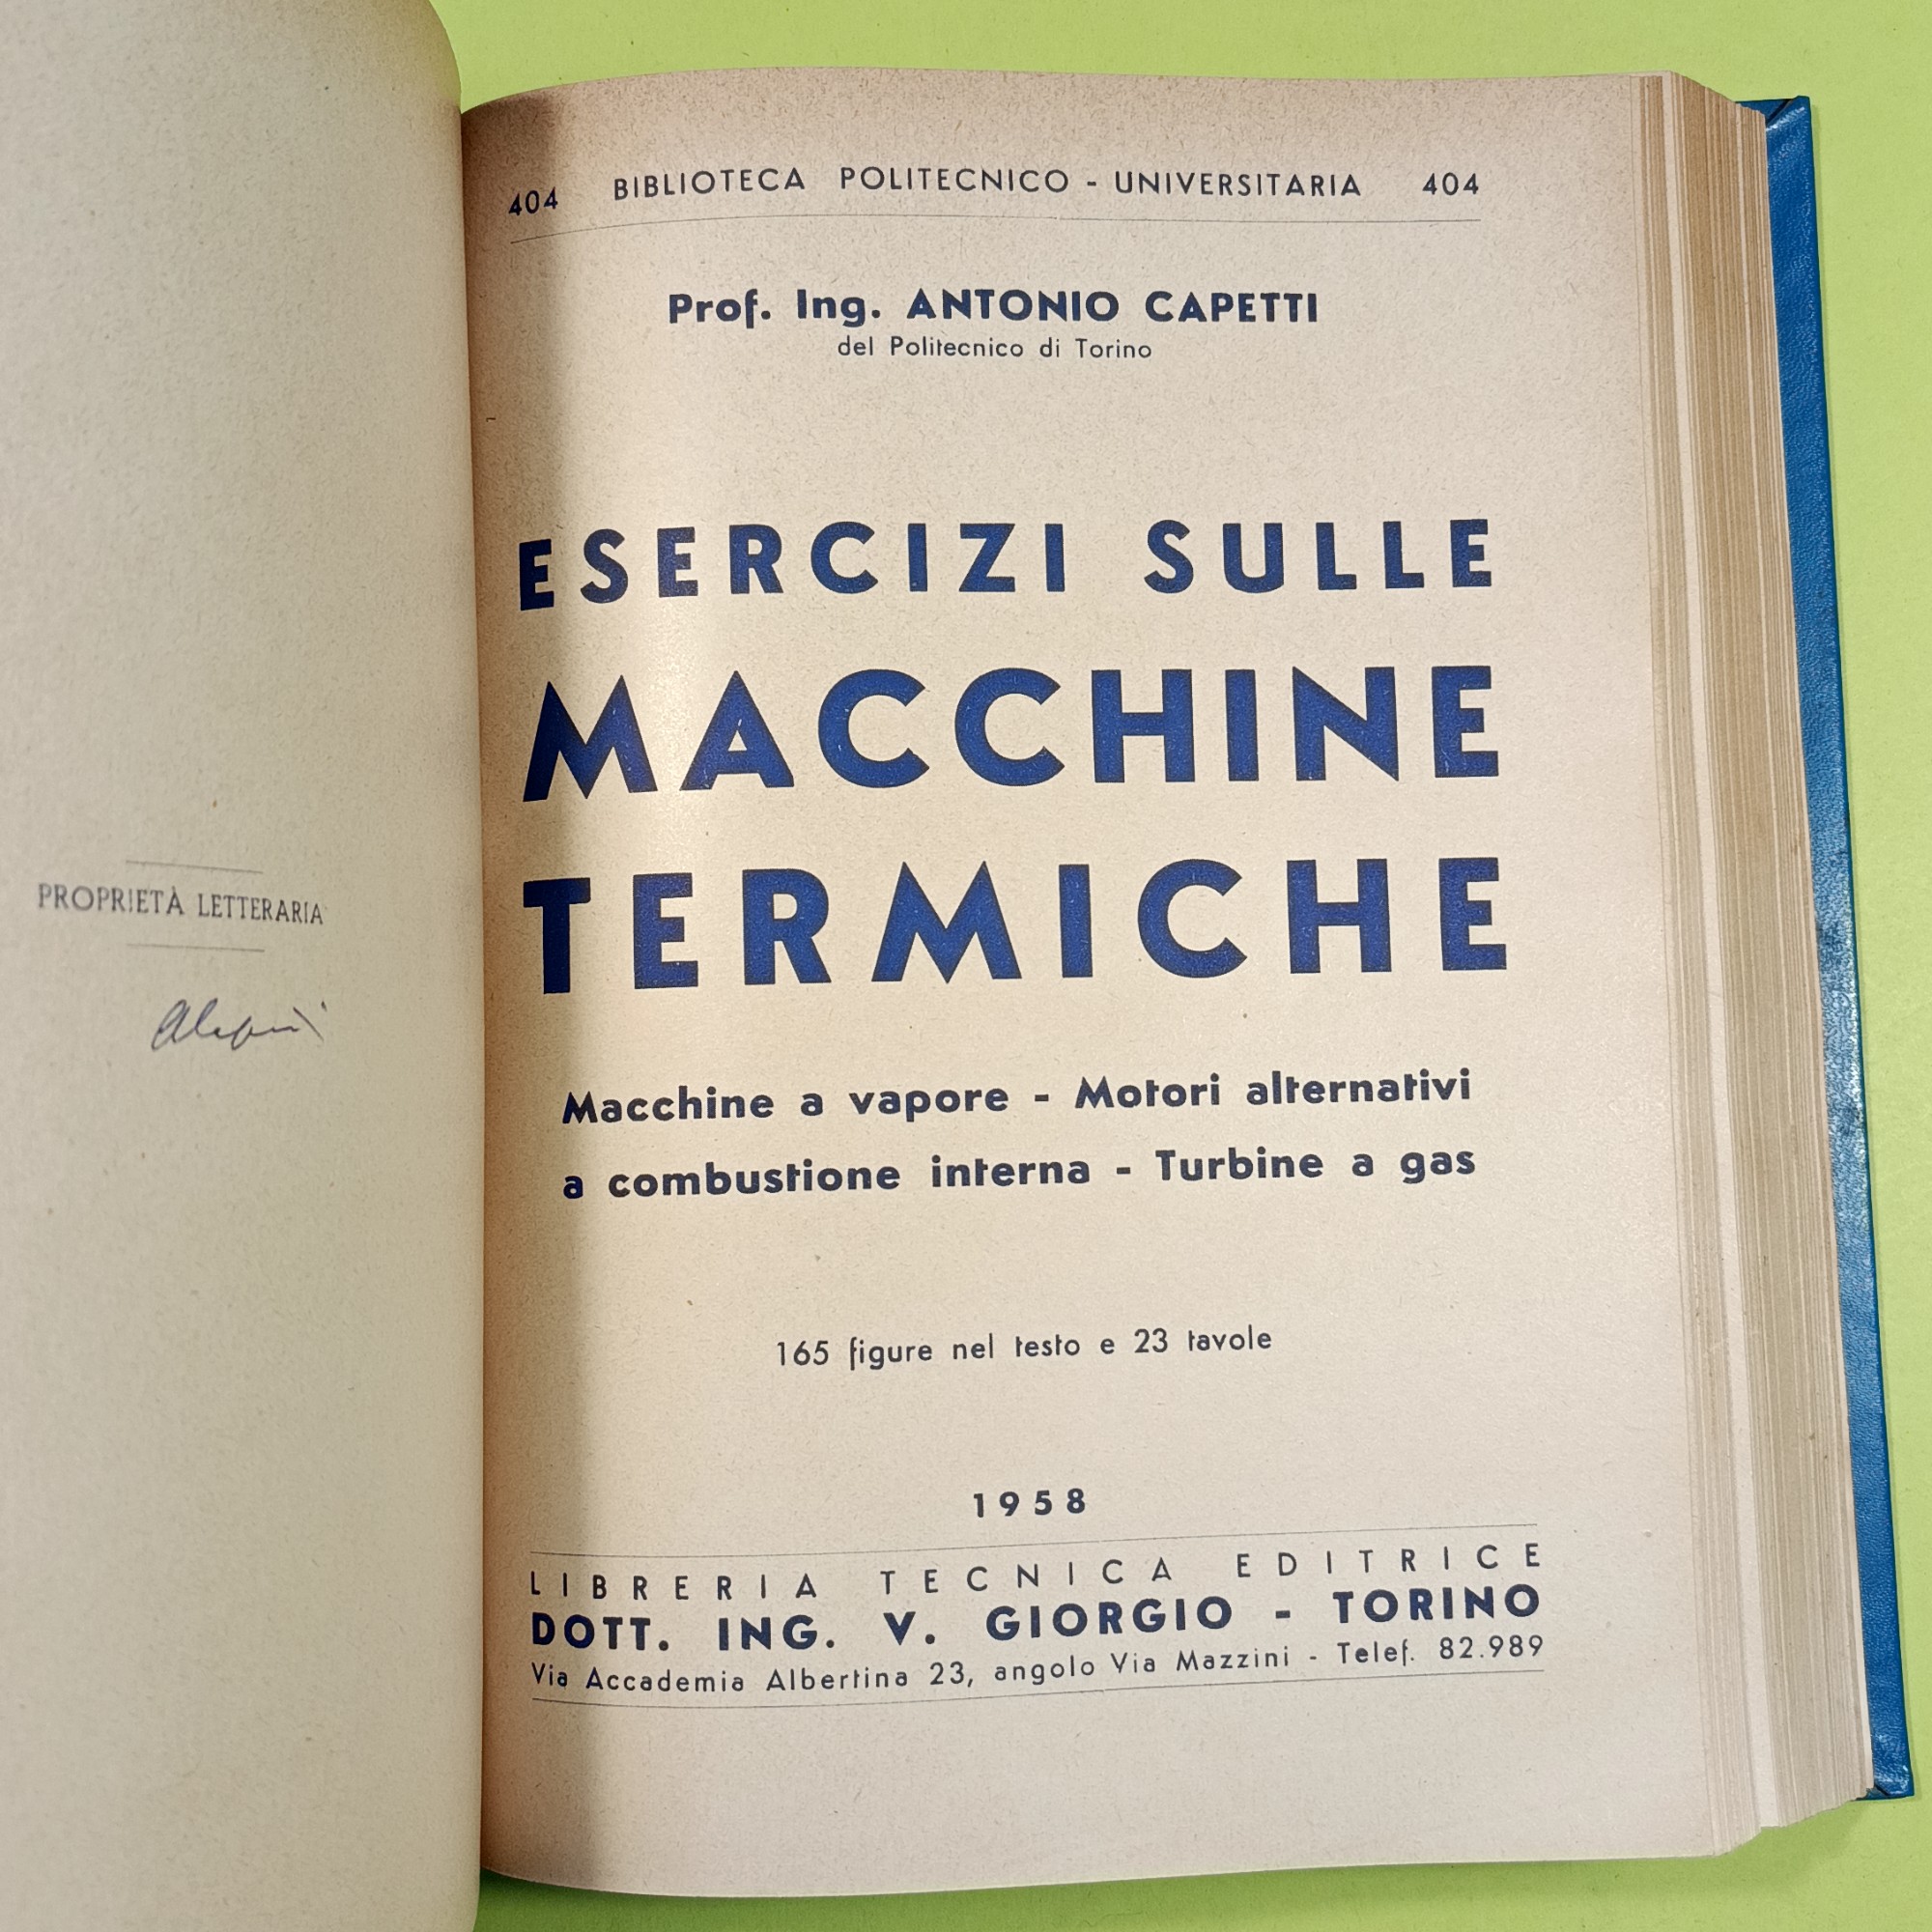 PROPRIETÀ LETTERARIA
404 BIBLIOTECA POLITECNICO - UNIVERSITARIA 404
Prof. Ing. ANTONIO CAPETTI
del Politecnico di Torino
ESERCIZI SULLE
MACCHINE
TERMICHE
Macchine a vapore - Motori alternativi
a combustione interna - Turbine a gas
165 figure nel testo e 23 tavole
1958
LIBRERIA TECNICA EDITRICE
DOTT. ING. V. GIORGIO - TORINO
Via Accademia Albertina 23, angolo Via Mazzini - Telef. 82.989